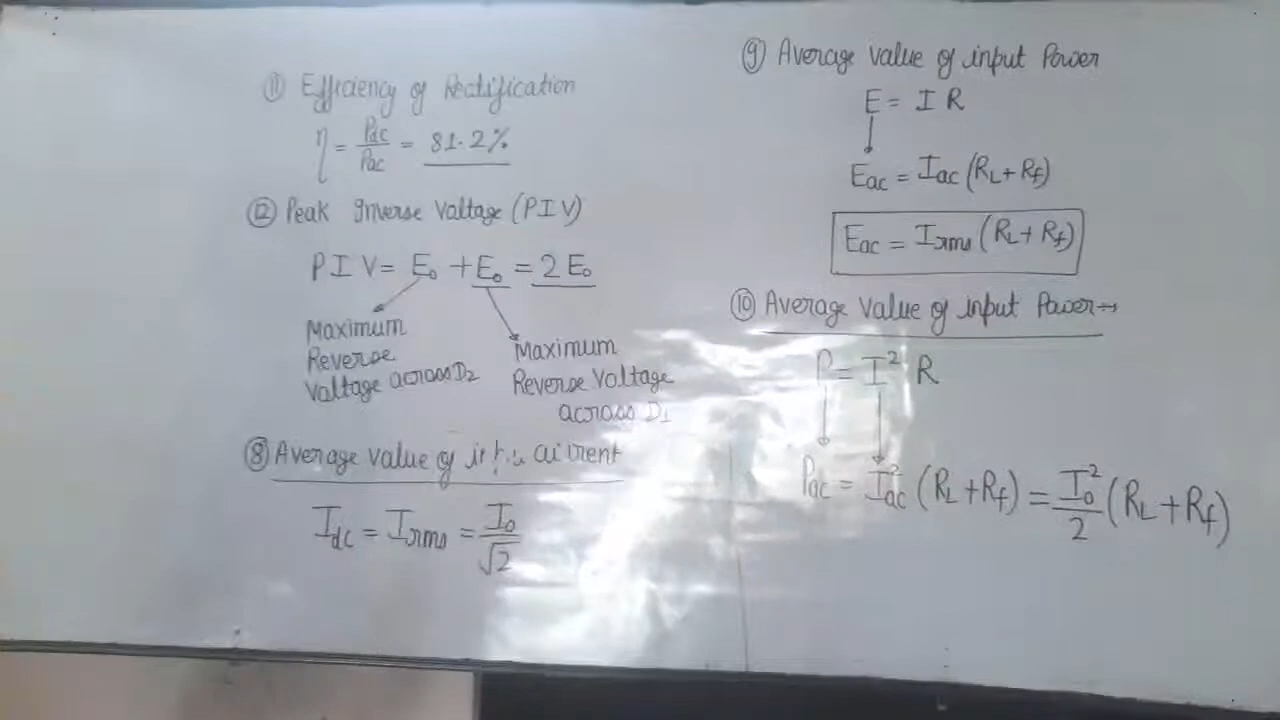 ⑪ Efficiency of Rectification
η = Pdc/Pac = 81.2%
⑫ Peak Inverse Voltage (PIV)
PIV = E₀ + E₀ = 2E₀
Maximum
Reverse
Voltage across D₂
Maximum
Reverse Voltage
across D₁
⑧ Average value of current
Idc = Irms = I₀/√2
⑨ Average value of input Power
E = I R
Eac = Iac (RL + Rf)
Eac = Irms (RL + Rf)
⑩ Average value of input Power →
P = I² R
Pac = I²ac (RL + Rf) = I₀²/2 (RL + Rf)